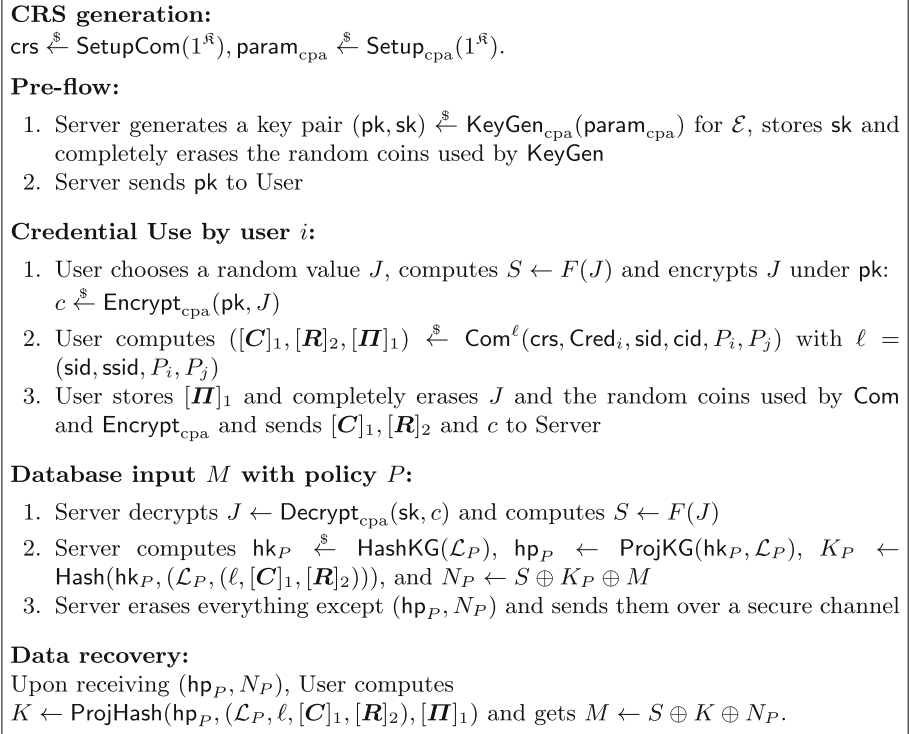 CRS generation:
crs ←$ SetupCom(1^𝔎), param_cpa ←$ Setup_cpa(1^𝔎).
Pre-flow:
1. Server generates a key pair (pk, sk) ←$ KeyGen_cpa(param_cpa) for ℰ, stores sk and
completely erases the random coins used by KeyGen
2. Server sends pk to User
Credential Use by user i:
1. User chooses a random value J, computes S ← F(J) and encrypts J under pk:
c ←$ Encrypt_cpa(pk, J)
2. User computes ([C]_1, [R]_2, [Π]_1) ←$ Com^ℓ(crs, Cred_i, sid, cid, P_i, P_j) with ℓ =
(sid, ssid, P_i, P_j)
3. User stores [Π]_1 and completely erases J and the random coins used by Com
and Encrypt_cpa and sends [C]_1, [R]_2 and c to Server
Database input M with policy P:
1. Server decrypts J ← Decrypt_cpa(sk, c) and computes S ← F(J)
2. Server computes hk_P ←$ HashKG(ℒ_P), hp_P ← ProjKG(hk_P, ℒ_P), K_P ←
Hash(hk_P, (ℒ_P, (ℓ, [C]_1, [R]_2))), and N_P ← S ⊕ K_P ⊕ M
3. Server erases everything except (hp_P, N_P) and sends them over a secure channel
Data recovery:
Upon receiving (hp_P, N_P), User computes
K ← ProjHash(hp_P, (ℒ_P, ℓ, [C]_1, [R]_2), [Π]_1) and gets M ← S ⊕ K ⊕ N_P.